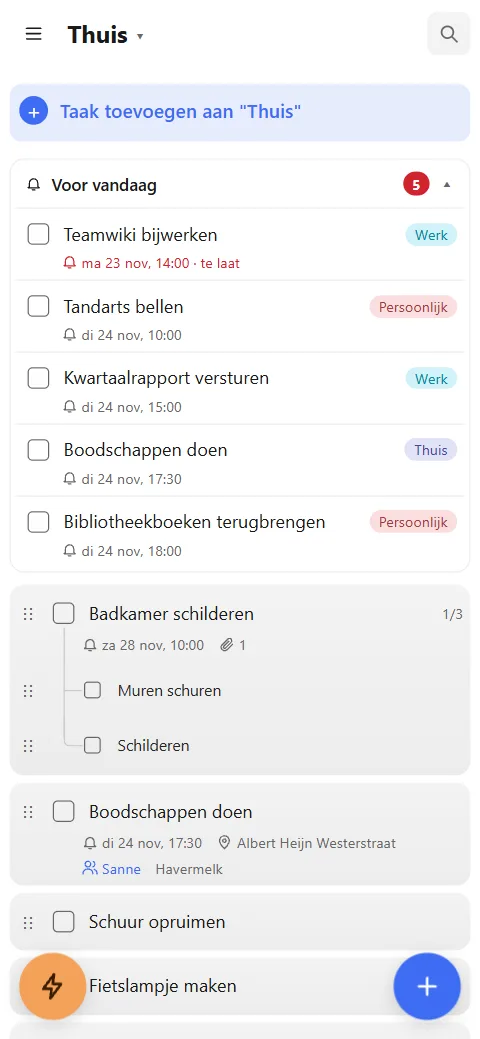 Thuis
Taak toevoegen aan "Thuis"
Voor vandaag 5
Teamwiki bijwerken Werk
ma 23 nov, 14:00 · te laat
Tandarts bellen Persoonlijk
di 24 nov, 10:00
Kwartaalrapport versturen Werk
di 24 nov, 15:00
Boodschappen doen Thuis
di 24 nov, 17:30
Bibliotheekboeken terugbrengen Persoonlijk
di 24 nov, 18:00
Badkamer schilderen 1/3
za 28 nov, 10:00 1
Muren schuren
Schilderen
Boodschappen doen
di 24 nov, 17:30 Albert Heijn Westerstraat
Sanne Havermelk
Schuur opruimen
Fietslampje maken